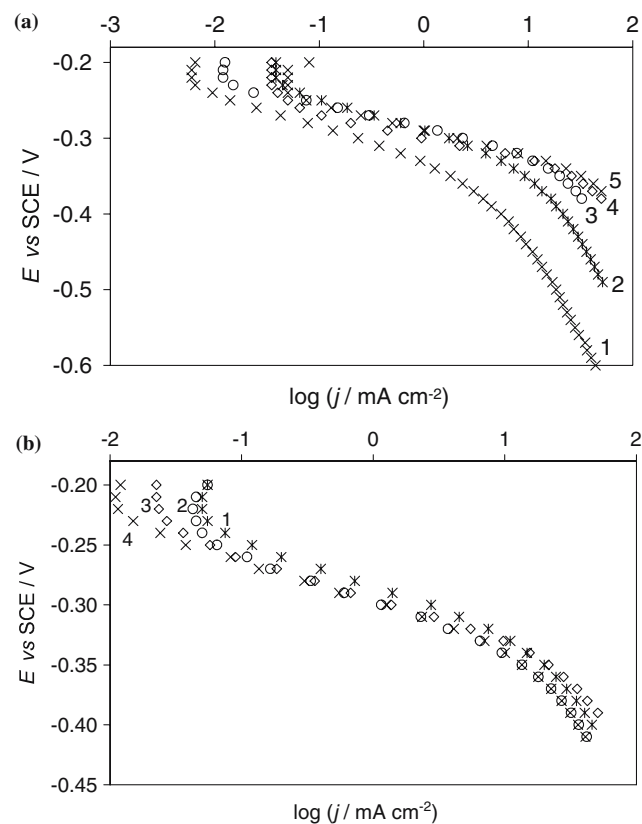 (a)
-3 -2 -1 0 1 2
-0.2
-0.3
-0.4
-0.5
-0.6
E vs SCE / V
5
4
3
2
1
log (j / mA cm-2)
(b)
-2 -1 0 1 2
-0.20
-0.25
-0.30
-0.35
-0.40
-0.45
E vs SCE / V
3 2 1
4
log (j / mA cm-2)